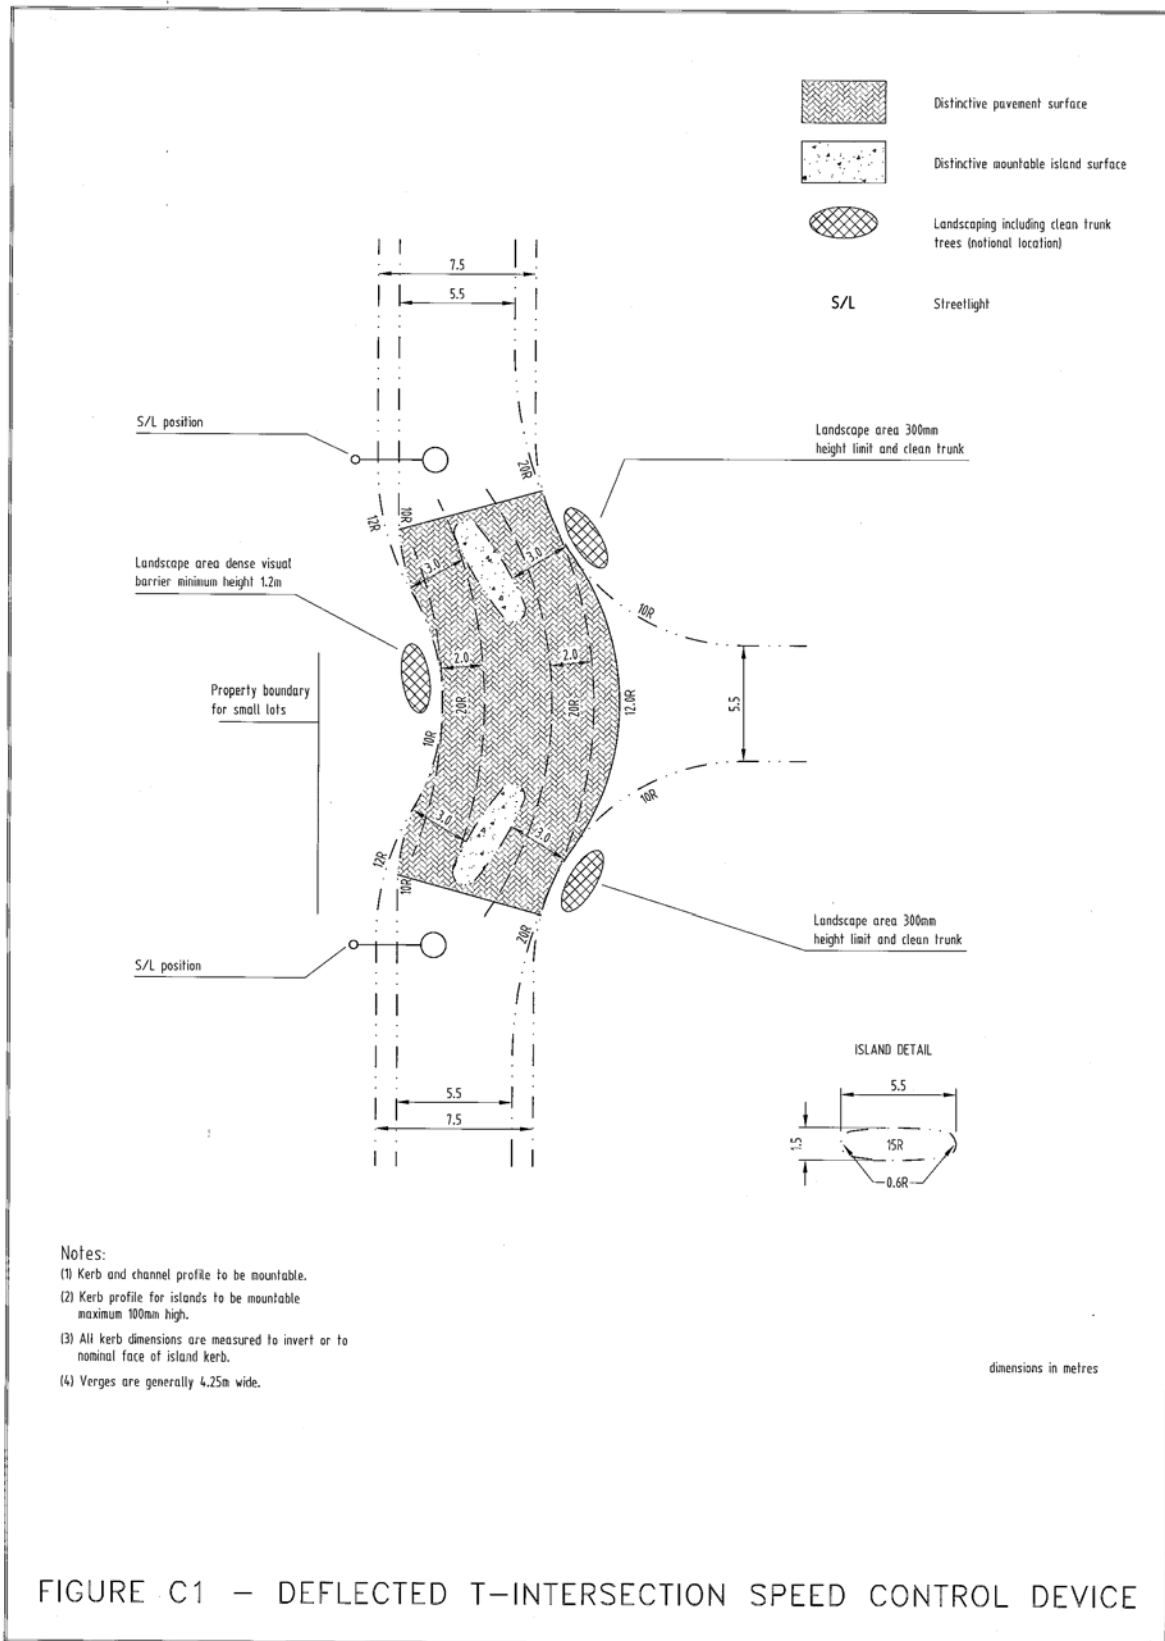 Distinctive pavement surface
Distinctive mountable island surface
Landscaping including clean trunk
trees (notional location)
S/L
Streetlight
7.5
5.5
S/L position
Landscape area 300mm
height limit and clean trunk
20R
12R
10R
Landscape area dense visual
barrier minimum height 1.2m
3.0
3.0
10R
2.0
2.0
Property boundary
for small lots
20R
20R
12.0R
5.5
10R
10R
3.0
3.0
12R
10R
Landscape area 300mm
height limit and clean trunk
20R
S/L position
ISLAND DETAIL
5.5
5.5
7.5
1.5
15R
0.6R
Notes:
(1) Kerb and channel profile to be mountable.
(2) Kerb profile for islands to be mountable
maximum 100mm high.
(3) All kerb dimensions are measured to invert or to
nominal face of island kerb.
(4) Verges are generally 4.25m wide.
dimensions in metres
FIGURE C1 – DEFLECTED T–INTERSECTION SPEED CONTROL DEVICE